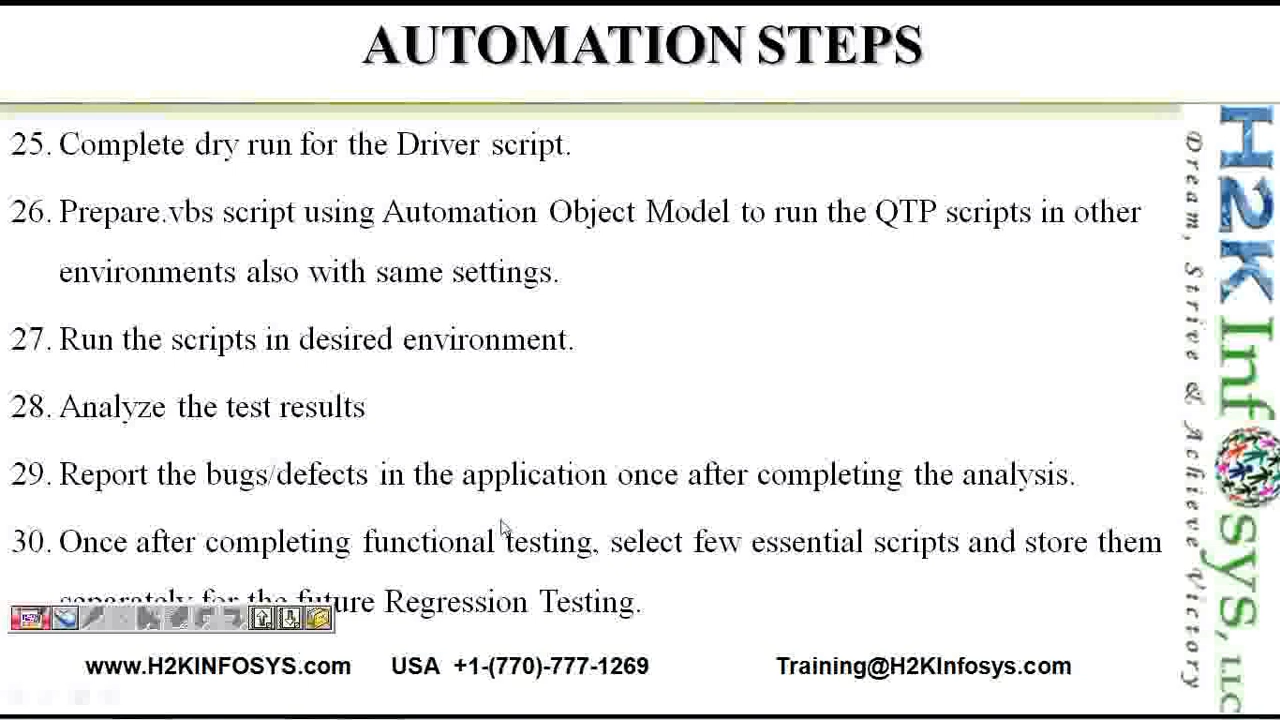 AUTOMATION STEPS
25. Complete dry run for the Driver script.
26. Prepare.vbs script using Automation Object Model to run the QTP scripts in other
environments also with same settings.
27. Run the scripts in desired environment.
28. Analyze the test results
29. Report the bugs/defects in the application once after completing the analysis.
30. Once after completing functional testing, select few essential scripts and store them
separately for the future Regression Testing.
www.H2KINFOSYS.com USA +1-(770)-777-1269 Training@H2KInfosys.com
Dream, Strive & Achieve Victory
H2KInfosys, LLC